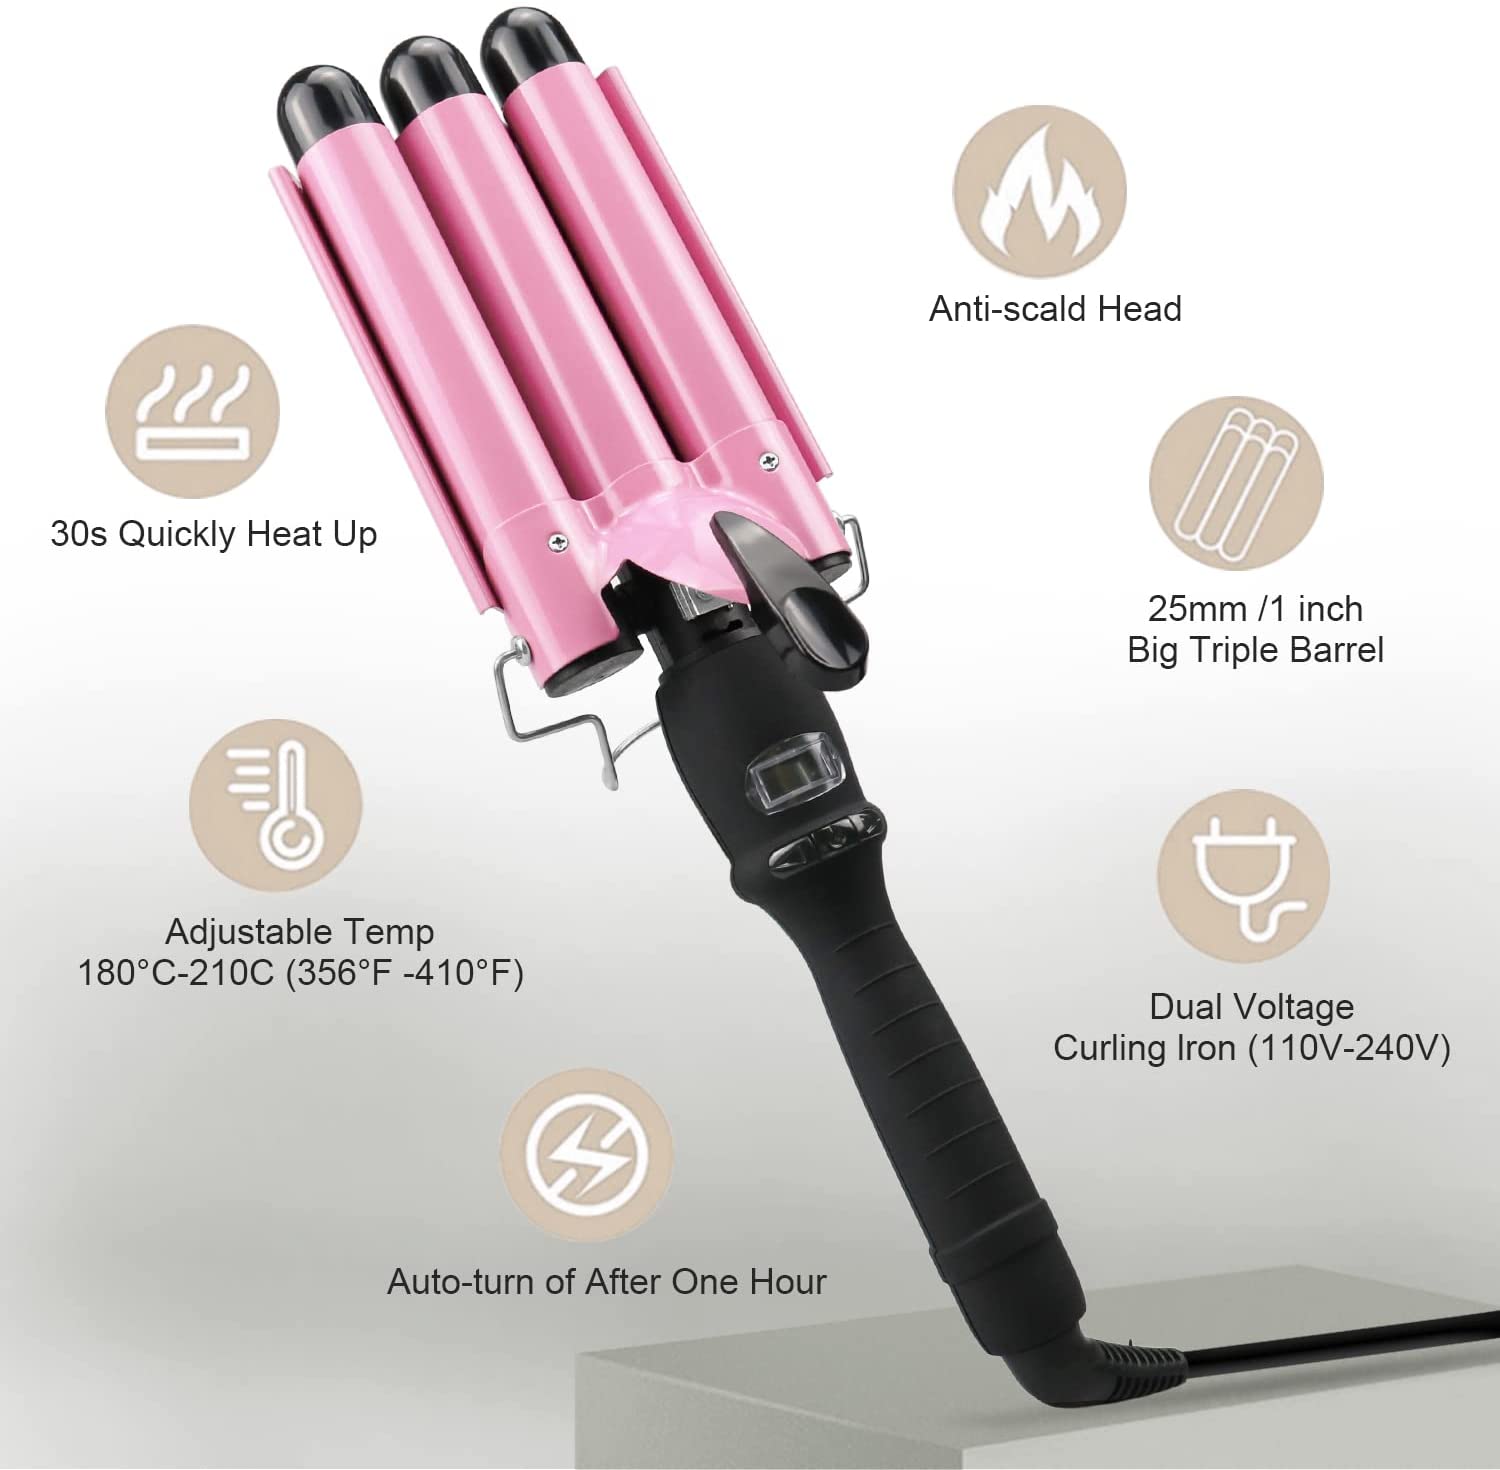 Anti-scald Head
30s Quickly Heat Up
25mm /1 inch
Big Triple Barrel
Adjustable Temp
180°C-210C (356°F -410°F)
Dual Voltage
Curling Iron (110V-240V)
Auto-turn of After One Hour